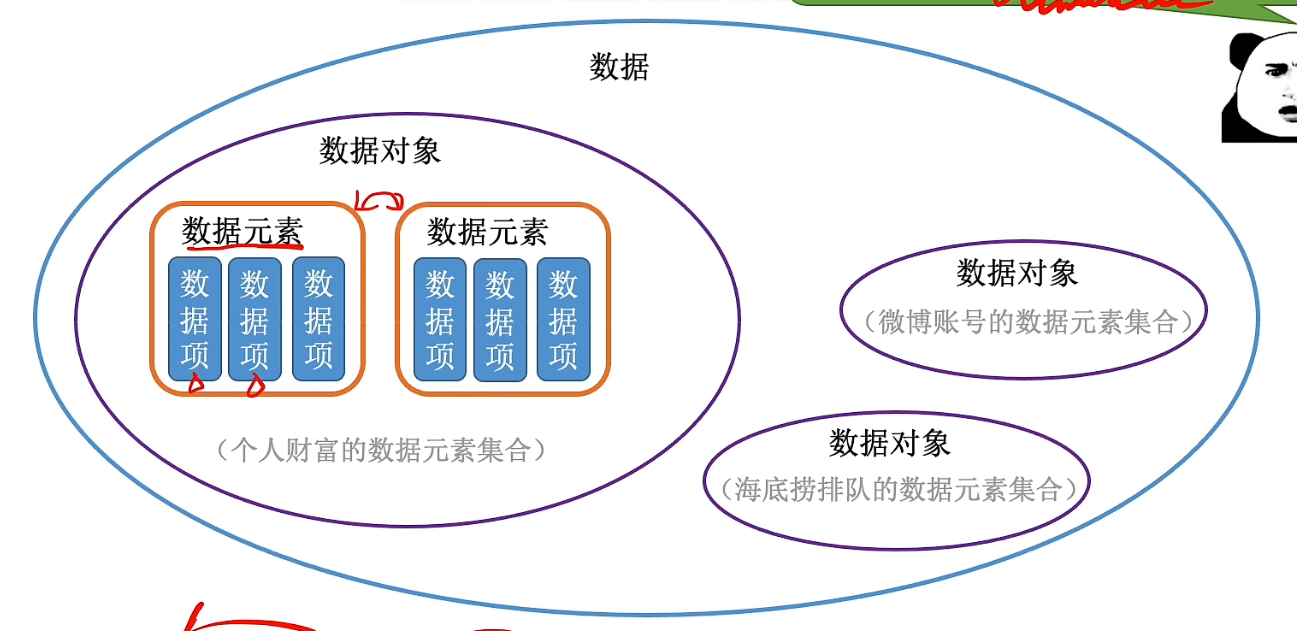 数据
数据对象
数据元素
数据项
数据项
数据项
数据元素
数据项
数据项
数据项
（个人财富的数据元素集合）
数据对象
（微博账号的数据元素集合）
数据对象
（海底捞排队的数据元素集合）